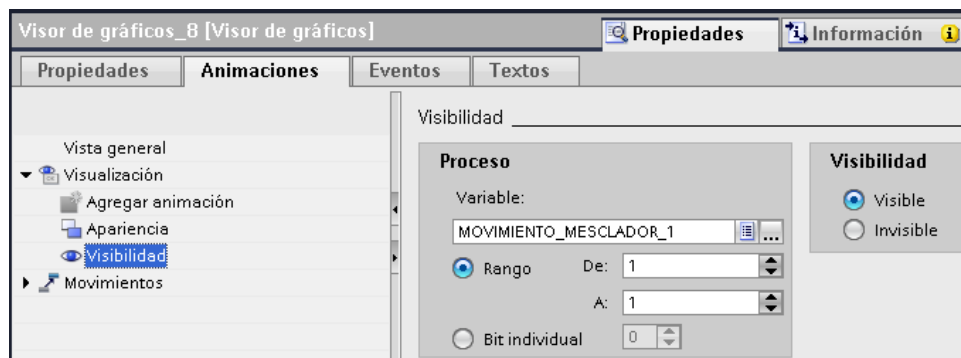 Visor de gráficos_8 [Visor de gráficos]
Propiedades
Información
Propiedades
Animaciones
Eventos
Textos
Vista general
Visualización
Agregar animación
Apariencia
Visibilidad
Movimientos
Visibilidad
Proceso
Variable:
MOVIMIENTO_MESCLADOR_1
...
Rango De: 1
A: 1
Bit individual 0
Visibilidad
Visible
Invisible